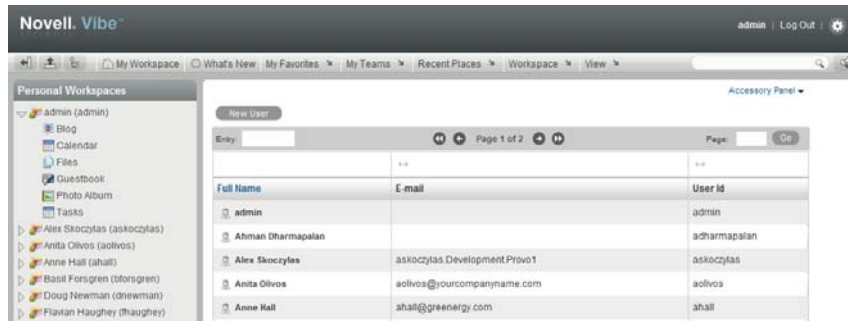 Novell. Vibe
admin | Log Out
My Workspace What's New My Favorites My Teams Recent Places Workspace View
Personal Workspaces
Accessory Panel
admin (admin)
Blog
Calendar
Files
Guestbook
Photo Album
Tasks
Alex Skoczylas (askoczylas)
Anita Olivos (aolivos)
Anne Hall (ahall)
Basil Forsgren (bforsgren)
Doug Newman (dnewman)
Flavian Haughey (fhaughey)
New User
Entry: Page 1 of 2 Page: Go
Full Name E-mail User Id
admin admin
Ahman Dharmapalan adharmapalan
Alex Skoczylas askoczylas.Development.Provo1 askoczylas
Anita Olivos aolivos@yourcompanyname.com aolivos
Anne Hall ahall@greenergy.com ahall